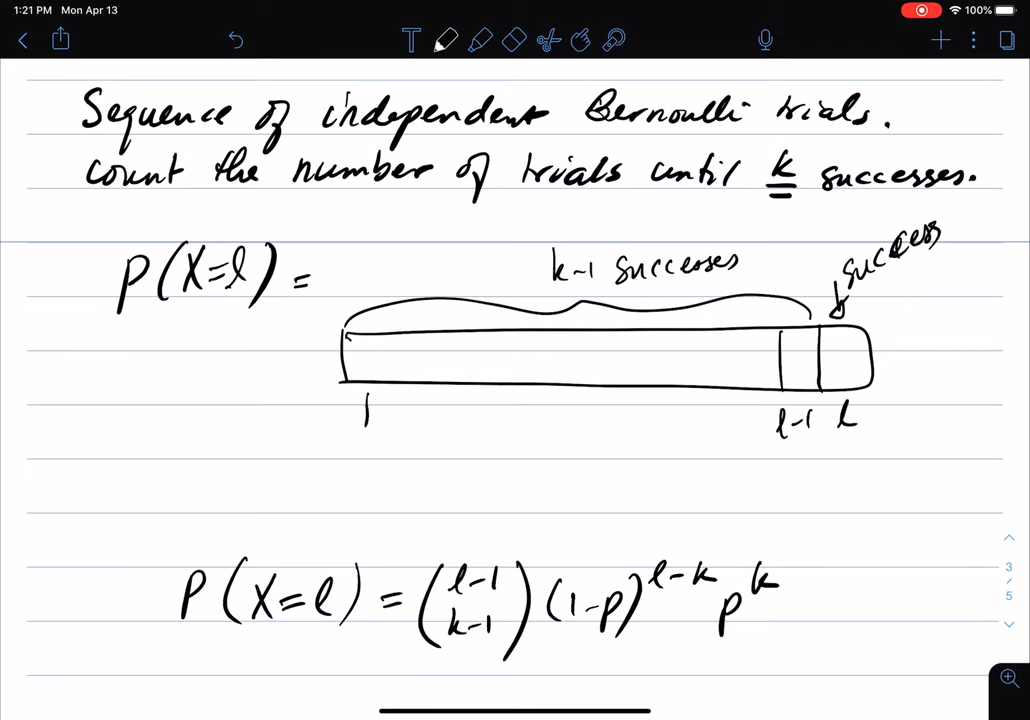 1:21 PM Mon Apr 13
100%
T
Sequence of independent Bernoulli trials.
count the number of trials until k successes.
P(X=l) =
k-1 successes
success
1
l-1
l
3
/
5
P(X=l) = (l-1 k-1) (1-p)^{l-k} p^k